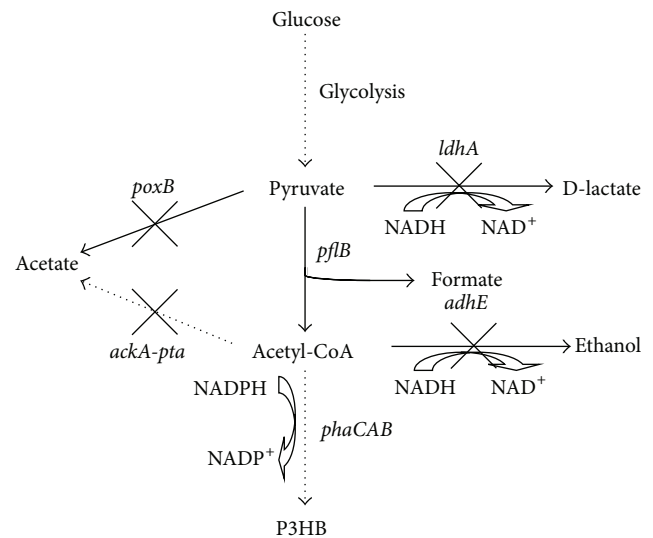 Glucose
Glycolysis
ldhA
poxB
Pyruvate
D-lactate
NADH
NAD+
pflB
Acetate
Formate
adhE
ackA-pta
Acetyl-CoA
Ethanol
NADPH
NADH
NAD+
phaCAB
NADP+
P3HB